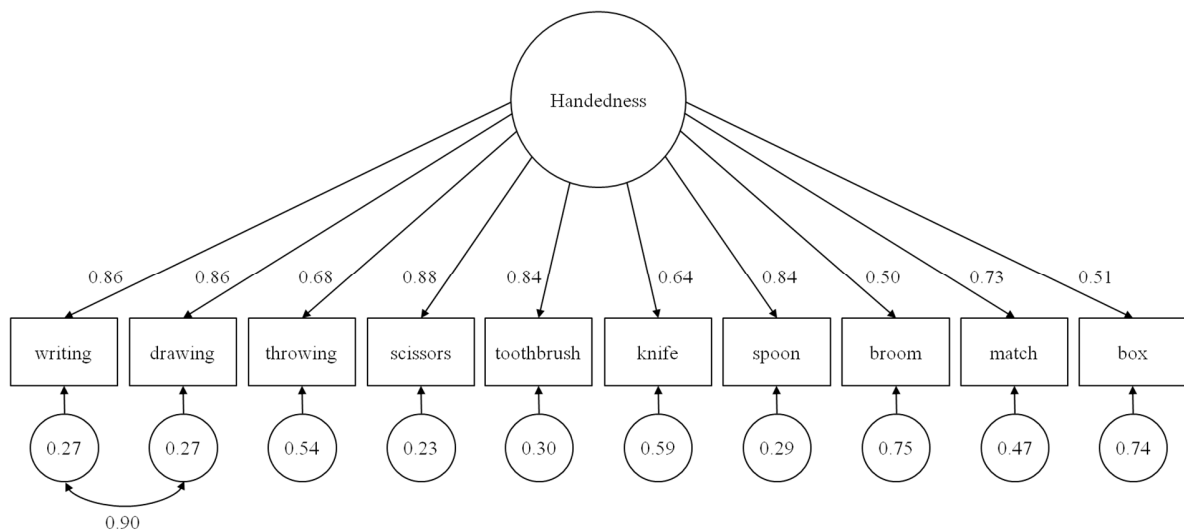 Handedness
0.86 0.86 0.68 0.88 0.84 0.64 0.84 0.50 0.73 0.51
writing drawing throwing scissors toothbrush knife spoon broom match box
0.27 0.27 0.54 0.23 0.30 0.59 0.29 0.75 0.47 0.74
0.90